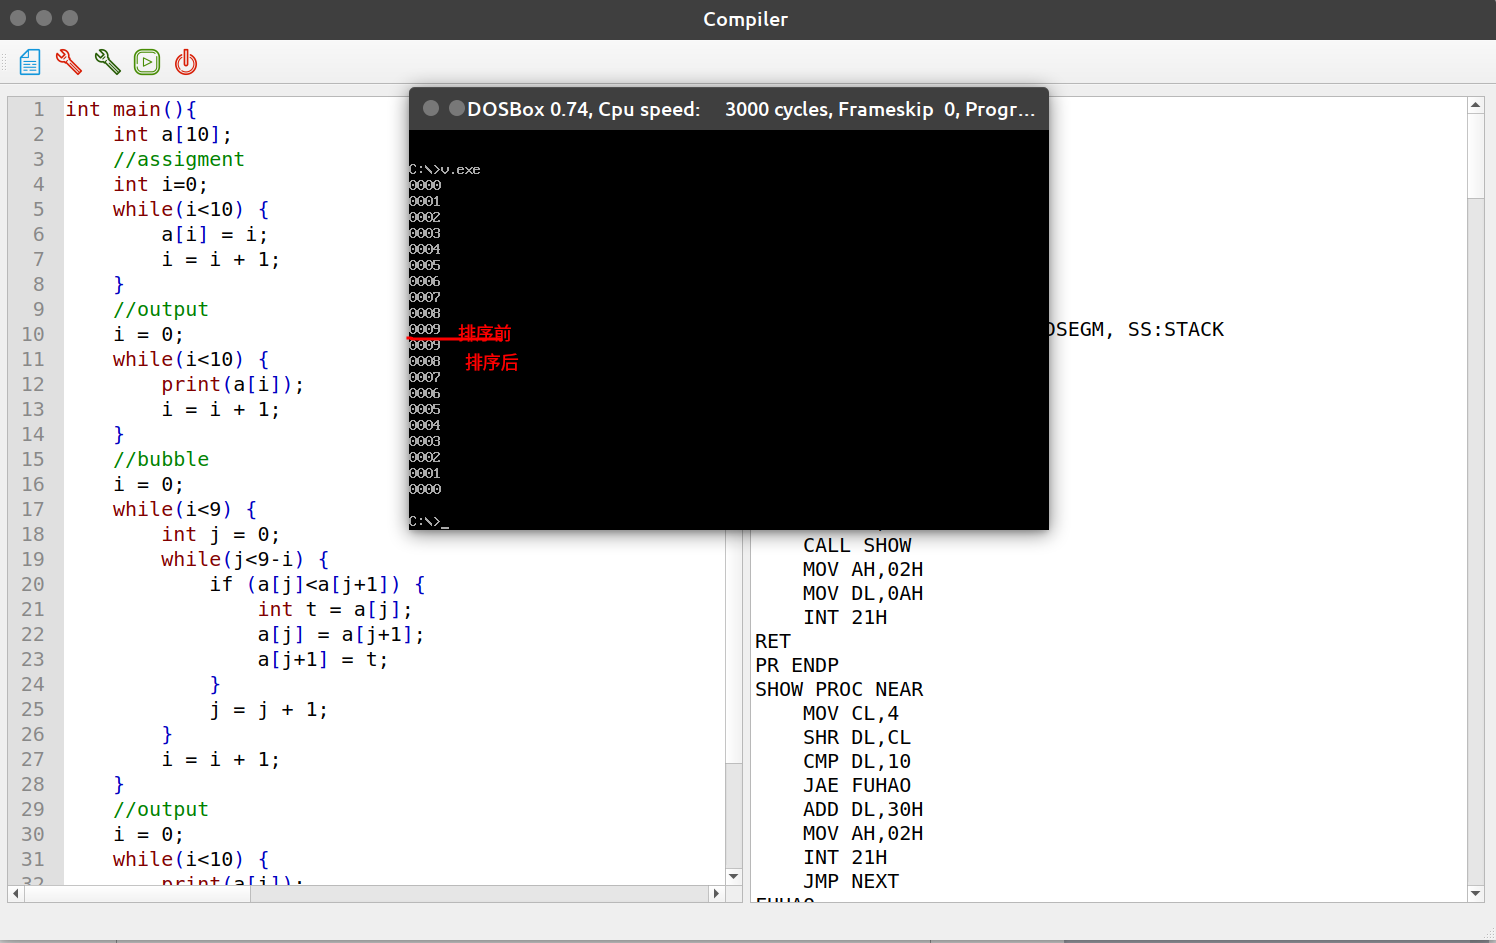 Compiler
1 int main(){
2     int a[10];
3     //assigment
4     int i=0;
5     while(i<10) {
6         a[i] = i;
7         i = i + 1;
8     }
9     //output
10     i = 0;
11     while(i<10) {
12         print(a[i]);
13         i = i + 1;
14     }
15     //bubble
16     i = 0;
17     while(i<9) {
18         int j = 0;
19         while(j<9-i) {
20             if (a[j]<a[j+1]) {
21                 int t = a[j];
22                 a[j] = a[j+1];
23                 a[j+1] = t;
24             }
25             j = j + 1;
26         }
27         i = i + 1;
28     }
29     //output
30     i = 0;
31     while(i<10) {
32         print(a[i]);
DOSBox 0.74, Cpu speed:    3000 cycles, Frameskip  0, Progr...
C:\>v.exe
0000
0001
0002
0003
0004
0005
0006
0007
0008
0009 排序前
0009
0008 排序后
0007
0006
0005
0004
0003
0002
0001
0000
C:\>_
SS:STACK
    CALL SHOW
    MOV AH,02H
    MOV DL,0AH
    INT 21H
RET
PR ENDP
SHOW PROC NEAR
    MOV CL,4
    SHR DL,CL
    CMP DL,10
    JAE FUHAO
    ADD DL,30H
    MOV AH,02H
    INT 21H
    JMP NEXT
FUHAO